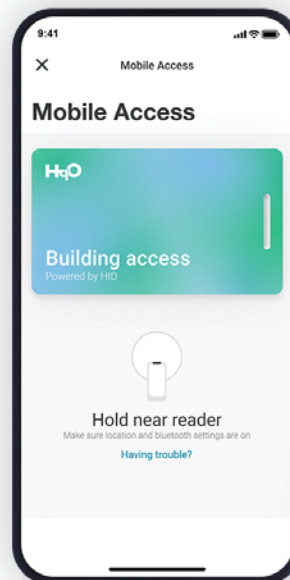 9:41
Mobile Access
Mobile Access
HqO
Building access
Powered by HID
Hold near reader
Make sure location and bluetooth settings are on
Having trouble?